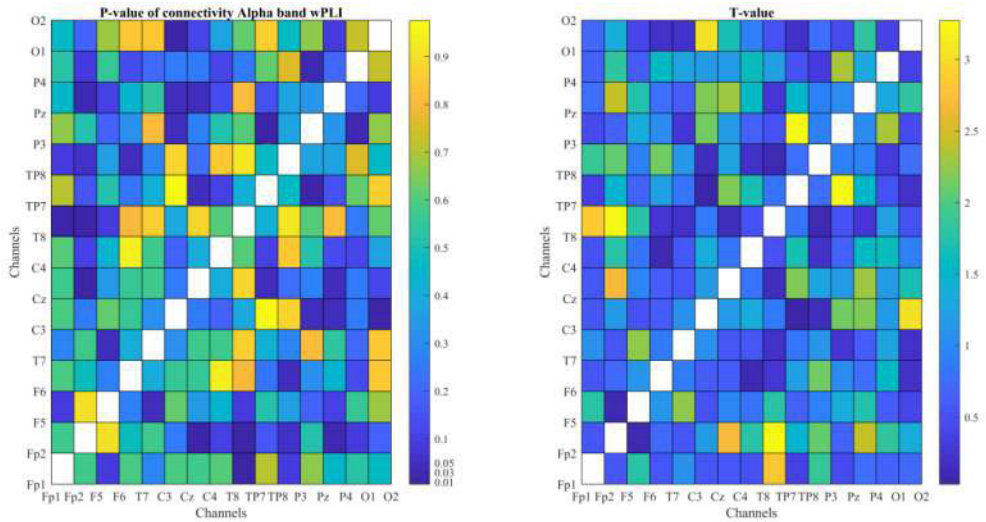 P-value of connectivity Alpha band wPLI
T-value
O2
O1
P4
Pz
P3
TP8
TP7
T8
C4
Cz
C3
T7
F6
F5
Fp2
Fp1
Channels
Fp1 Fp2 F5 F6 T7 C3 Cz C4 T8 TP7 TP8 P3 Pz P4 O1 O2
Channels
0.9
0.8
0.7
0.6
0.5
0.4
0.3
0.2
0.1
0.05
0.03
0.01
O2
O1
P4
Pz
P3
TP8
TP7
T8
C4
Cz
C3
T7
F6
F5
Fp2
Fp1
Channels
Fp1 Fp2 F5 F6 T7 C3 Cz C4 T8 TP7 TP8 P3 Pz P4 O1 O2
Channels
3
2.5
2
1.5
1
0.5